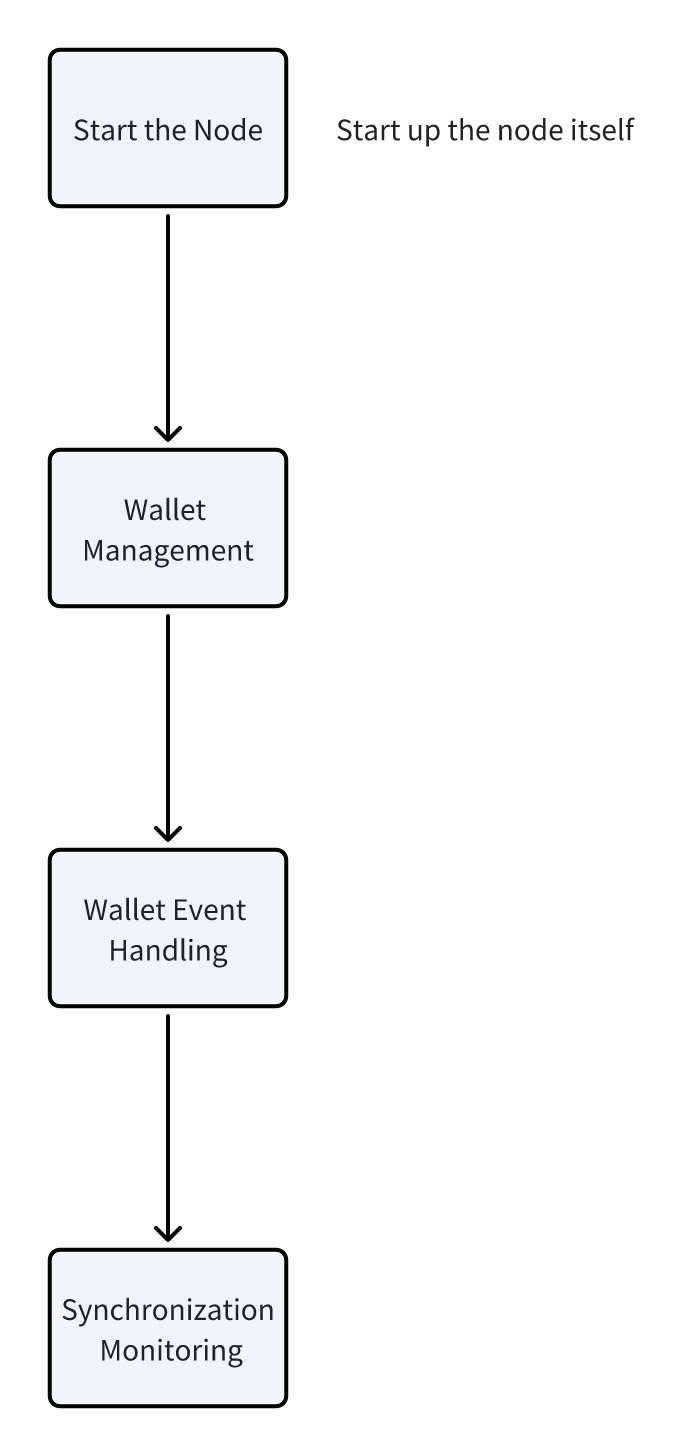 Start the Node
Start up the node itself
Wallet
Management
Wallet Event
Handling
Synchronization
Monitoring